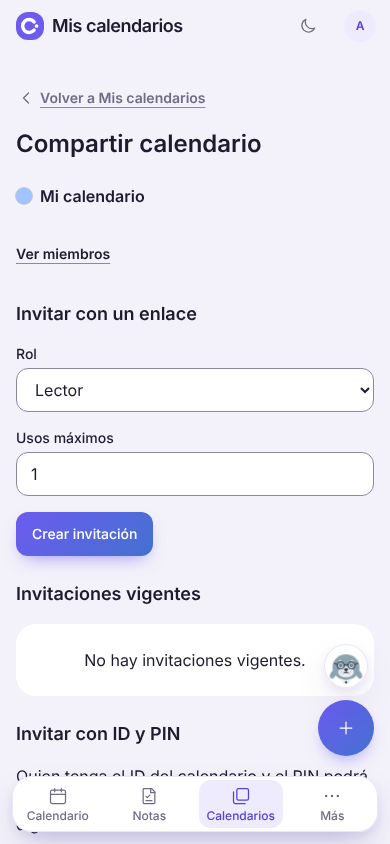 Mis calendarios
A
Volver a Mis calendarios
Compartir calendario
Mi calendario
Ver miembros
Invitar con un enlace
Rol
Lector
Usos máximos
1
Crear invitación
Invitaciones vigentes
No hay invitaciones vigentes.
Invitar con ID y PIN
Quien tenga el ID del calendario y el PIN podrá
Calendario
Notas
Calendarios
Más